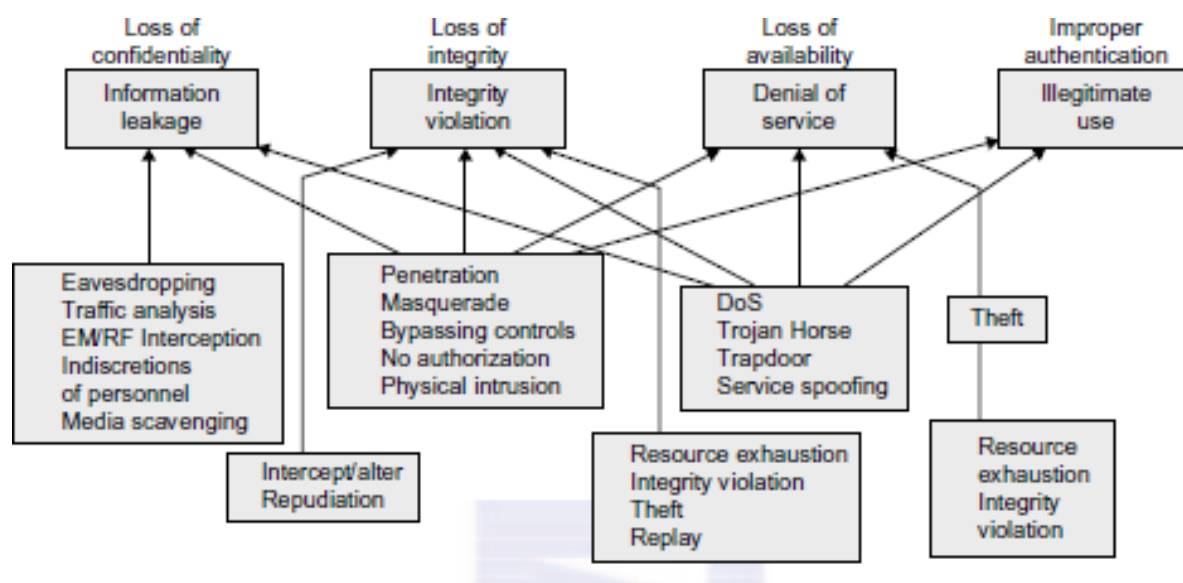 Loss of
confidentiality
Loss of
integrity
Loss of
availability
Improper
authentication
Information
leakage
Integrity
violation
Denial of
service
Illegitimate
use
Eavesdropping
Traffic analysis
EM/RF Interception
Indiscretions
of personnel
Media scavenging
Penetration
Masquerade
Bypassing controls
No authorization
Physical intrusion
DoS
Trojan Horse
Trapdoor
Service spoofing
Theft
Intercept/alter
Repudiation
Resource exhaustion
Integrity violation
Theft
Replay
Resource
exhaustion
Integrity
violation